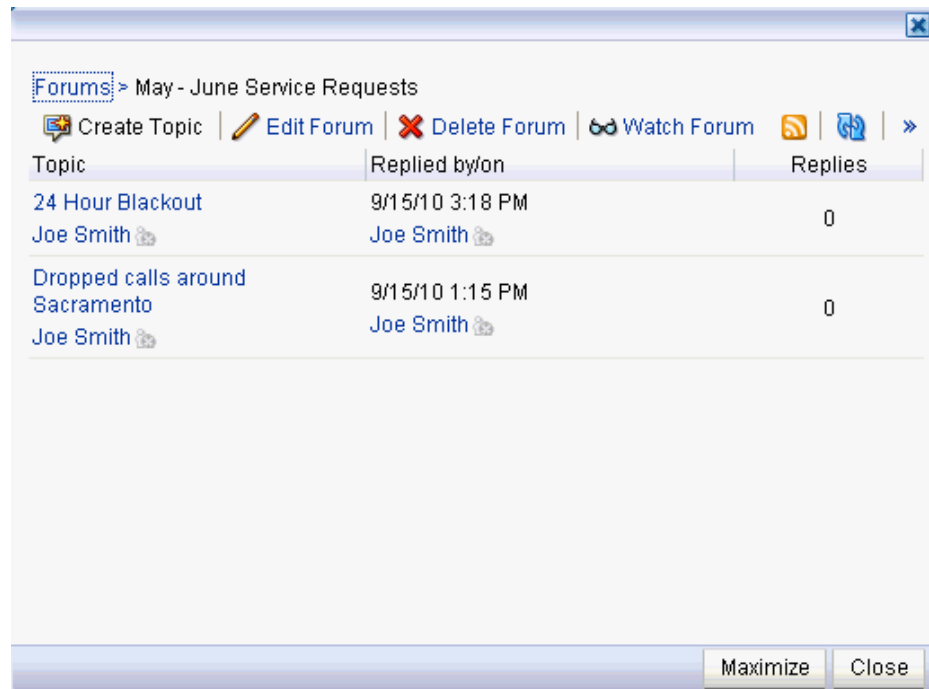 Forums > May - June Service Requests
Create Topic Edit Forum Delete Forum Watch Forum »
Topic Replied by/on Replies
24 Hour Blackout 9/15/10 3:18 PM 0
Joe Smith Joe Smith
Dropped calls around
Sacramento 9/15/10 1:15 PM 0
Joe Smith Joe Smith
Maximize Close